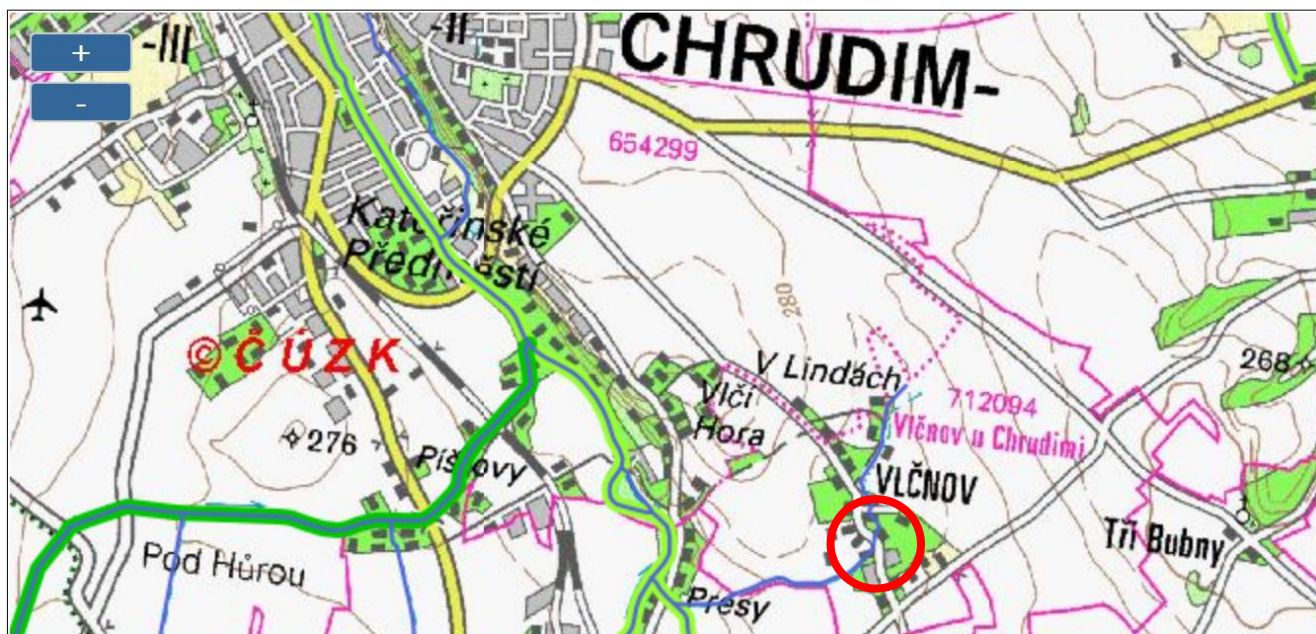 +
-
-III
-II
CHRUDIM-
654299
Kateřinské
Předměstí
280
© ČÚZK
V Lindách
268
Vlčí
Hora
712094
Vlčnov u Chrudimi
276
Píšťovy
VLČNOV
Tři Bubny
Pod Hůrou
Presy